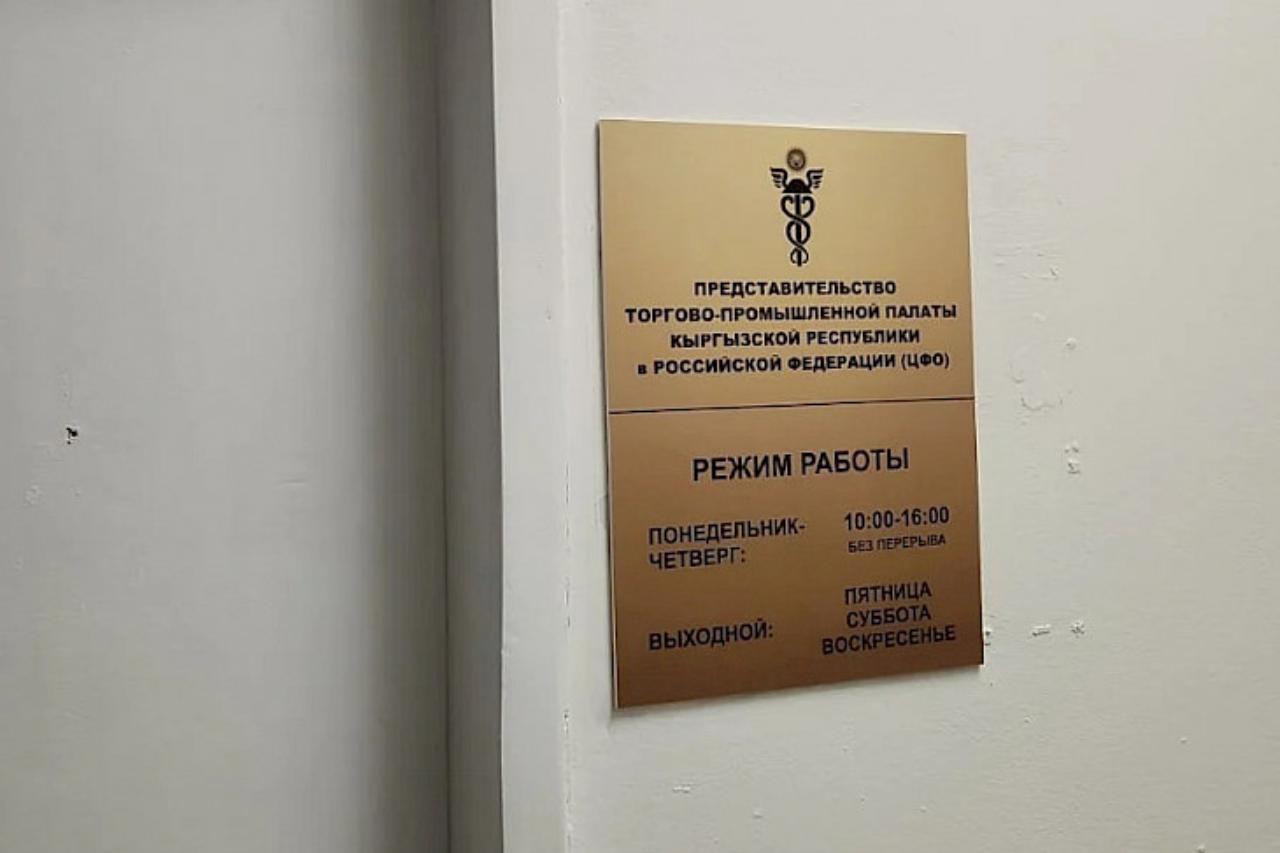 ПРЕДСТАВИТЕЛЬСТВО
ТОРГОВО-ПРОМЫШЛЕННОЙ ПАЛАТЫ
КЫРГЫЗСКОЙ РЕСПУБЛИКИ
в РОССИЙСКОЙ ФЕДЕРАЦИИ (ЦФО)
РЕЖИМ РАБОТЫ
ПОНЕДЕЛЬНИК-
ЧЕТВЕРГ:
10:00-16:00
БЕЗ ПЕРЕРЫВА
ВЫХОДНОЙ:
ПЯТНИЦА
СУББОТА
ВОСКРЕСЕНЬЕ